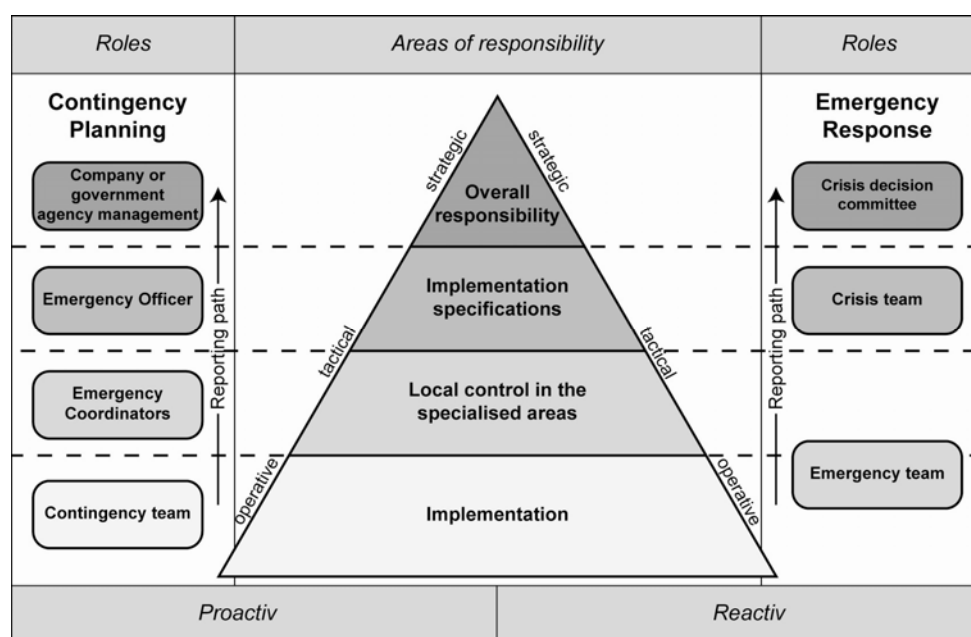 Roles
Areas of responsibility
Roles
Contingency
Planning
Company or
government
agency management
Emergency Officer
Emergency
Coordinators
Contingency team
Reporting path
strategic
strategic
Overall
responsibility
Implementation
specifications
tactical
tactical
Local control in the
specialised areas
operative
operative
Implementation
Emergency
Response
Crisis decision
committee
Crisis team
Emergency team
Reporting path
Proactiv
Reactiv